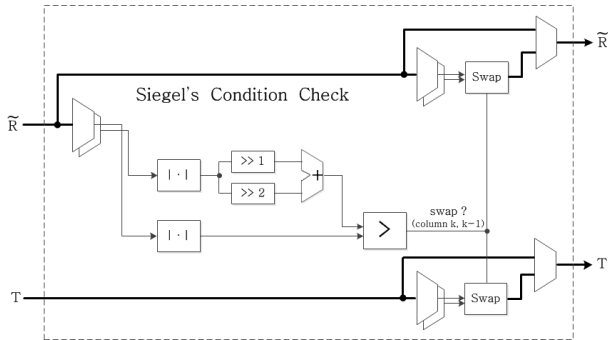 R̃
Swap
Siegel's Condition Check
R̃
| · |
>> 1
>> 2
+
| · |
>
swap ?
(column k, k−1)
T
T
Swap